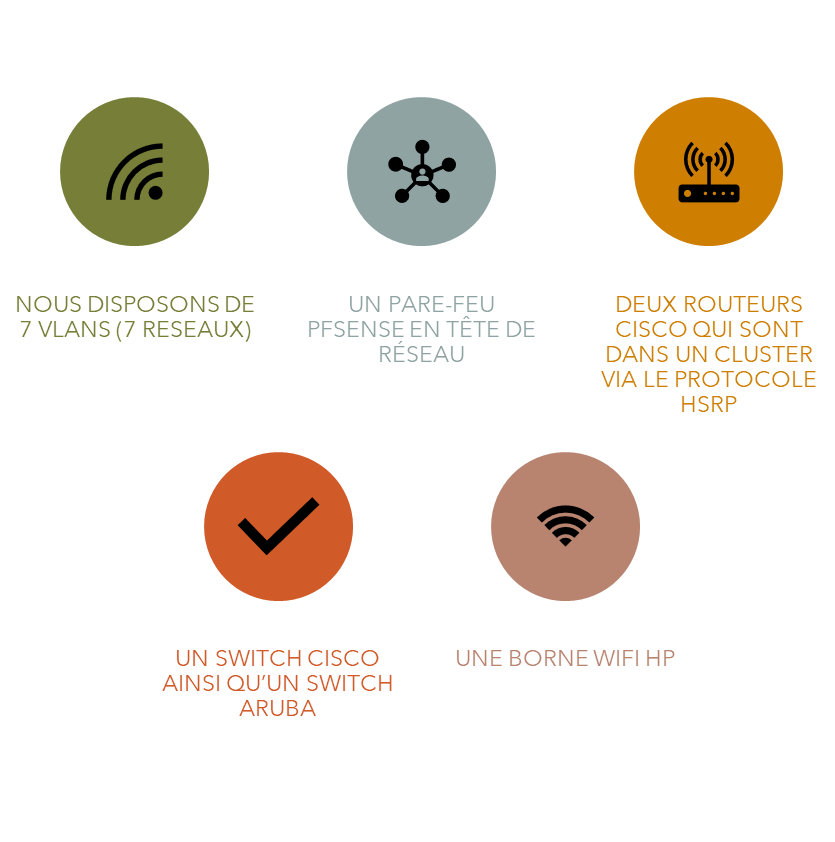 NOUS DISPOSONS DE
7 VLANS (7 RESEAUX)
UN PARE-FEU
PFSENSE EN TÊTE DE
RÉSEAU
DEUX ROUTEURS
CISCO QUI SONT
DANS UN CLUSTER
VIA LE PROTOCOLE
HSRP
UN SWITCH CISCO
AINSI QU’UN SWITCH
ARUBA
UNE BORNE WIFI HP